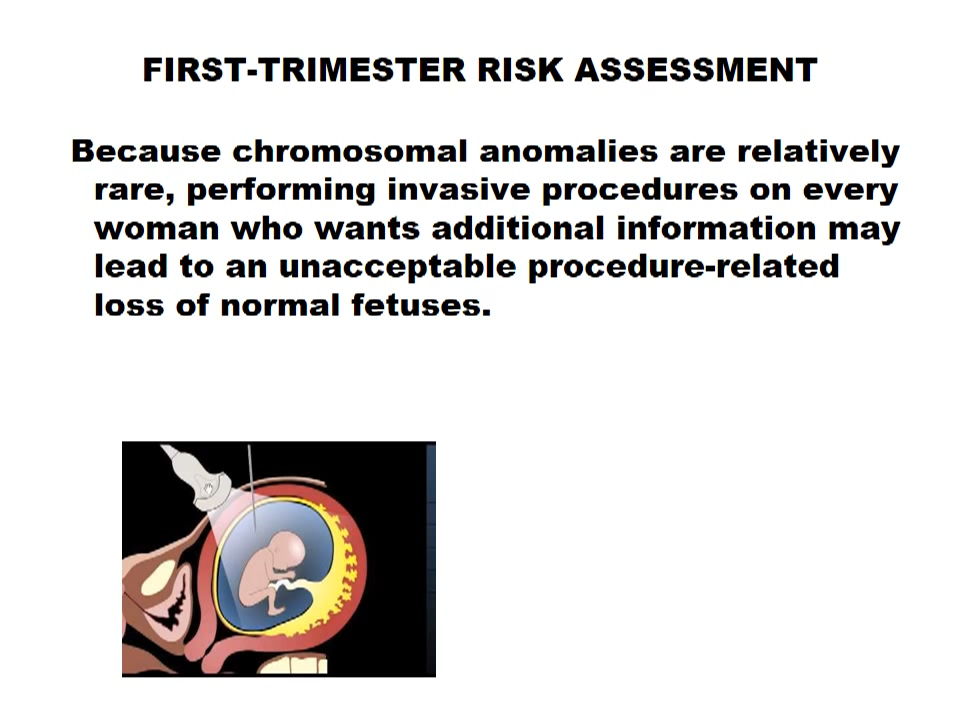 FIRST-TRIMESTER RISK ASSESSMENT
Because chromosomal anomalies are relatively
rare, performing invasive procedures on every
woman who wants additional information may
lead to an unacceptable procedure-related
loss of normal fetuses.